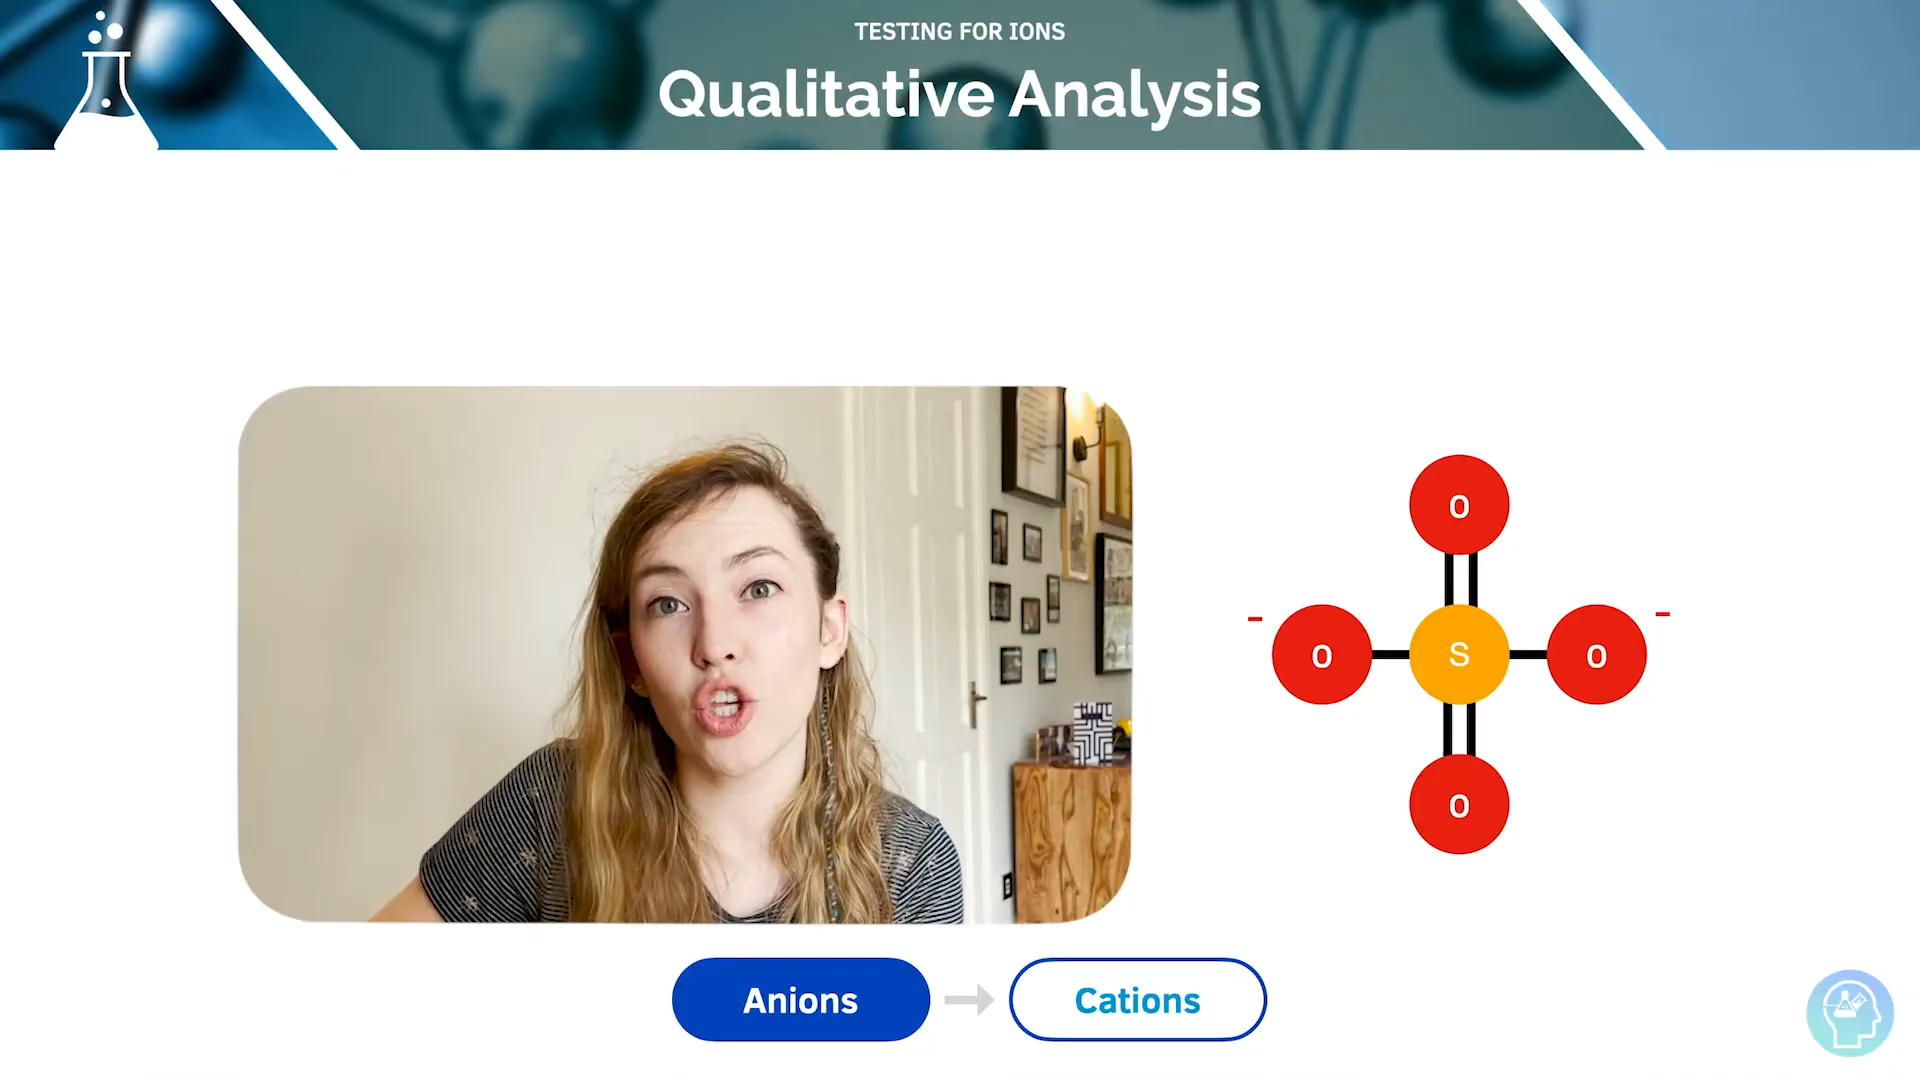 TESTING FOR IONS
Qualitative Analysis
O
- O S O -
O
Anions
Cations